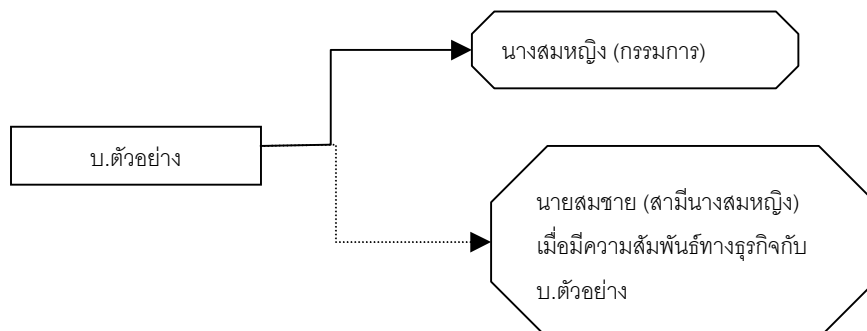 นางสมหญิง (กรรมการ)
บ.ตัวอย่าง
นายสมชาย (สามีนางสมหญิง)
เมื่อมีความสัมพันธ์ทางธุรกิจกับ
บ.ตัวอย่าง